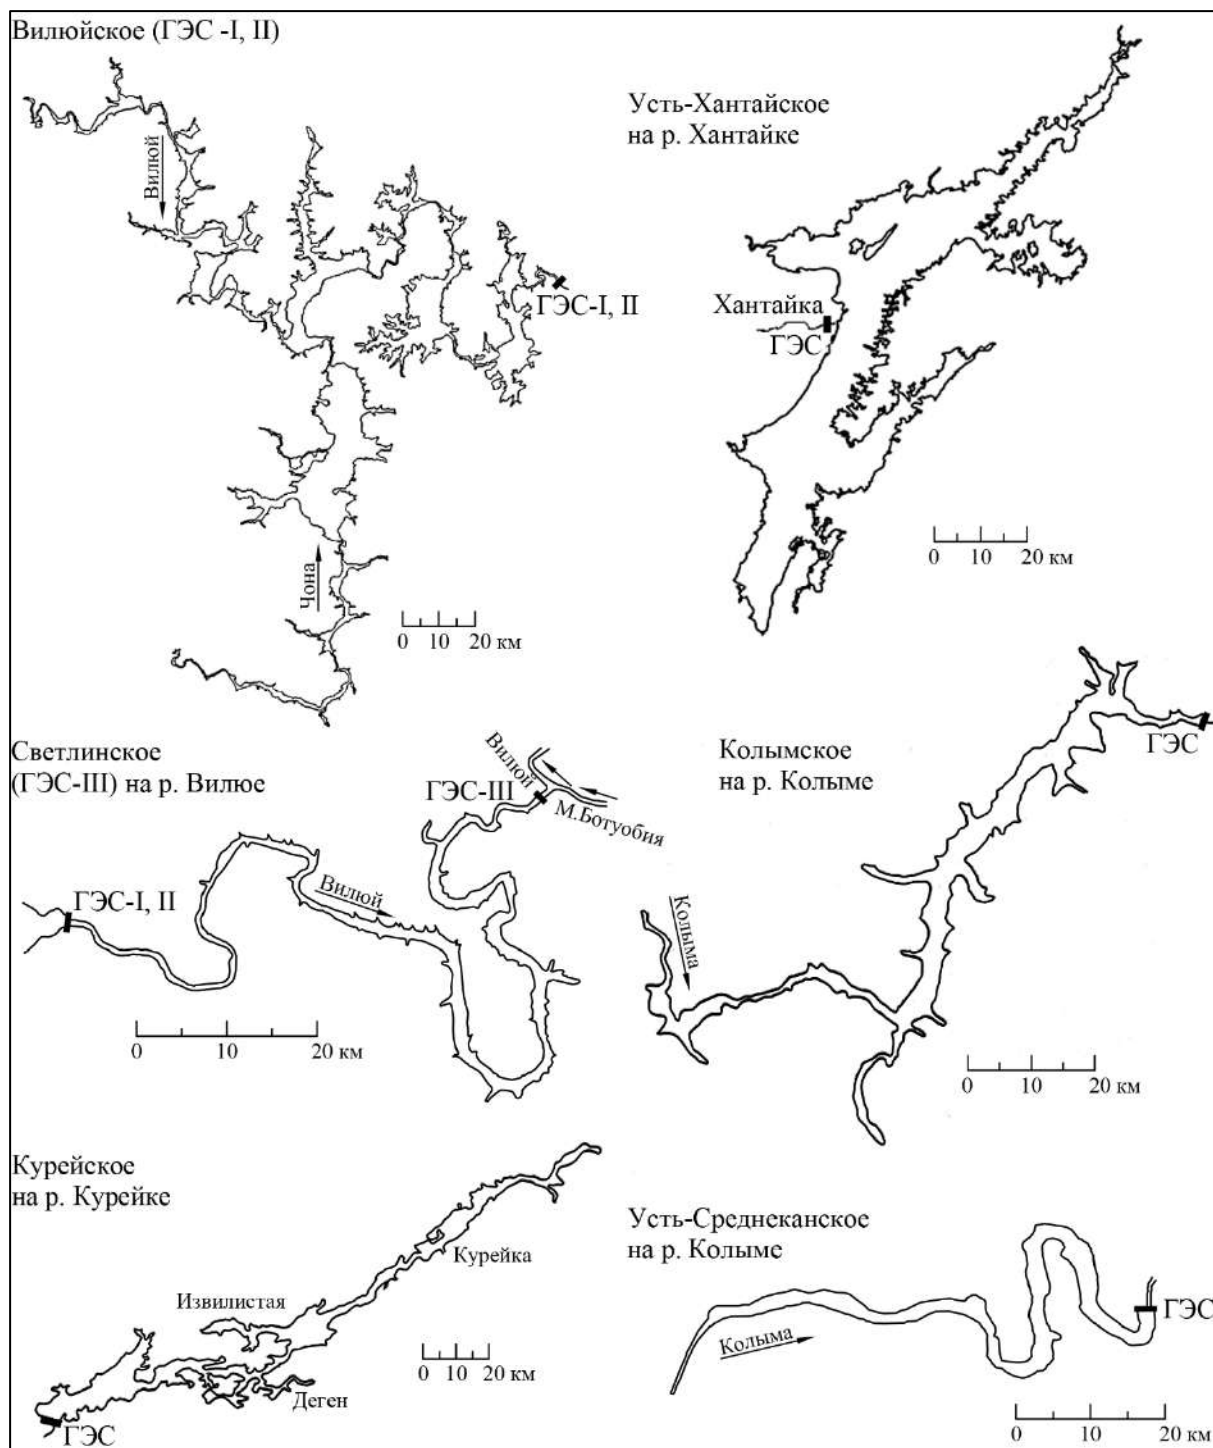 Вилюйское (ГЭС -I, II)
Вилюй
ГЭС-I, II
Чона
0 10 20 км
Усть-Хантайское
на р. Хантайке
Хантайка
ГЭС
0 10 20 км
Светлинское
(ГЭС-III) на р. Вилюе
Вилюй
ГЭС-III
М.Ботуобия
ГЭС-I, II
Вилюй
0 10 20 км
Колымское
на р. Колыме
ГЭС
Колыма
0 10 20 км
Курейское
на р. Курейке
Курейка
Извилистая
Деген
ГЭС
0 10 20 км
Усть-Среднеканское
на р. Колыме
Колыма
ГЭС
0 10 20 км